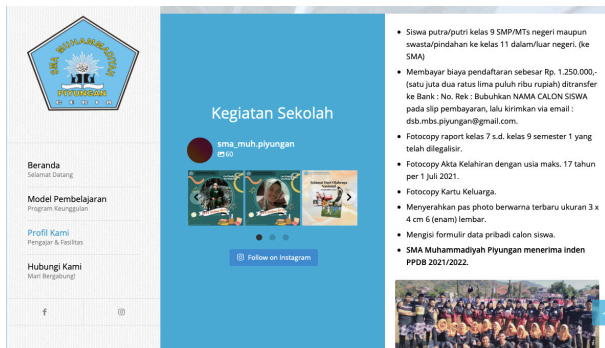 SMA MUHAMMADIYAH
PIYUNGAN
CERIA
Beranda
Selamat Datang
Model Pembelajaran
Program Keunggulan
Profil Kami
Pengajar & Fasilitas
Hubungi Kami
Mari Bergabung!
Kegiatan Sekolah
sma_muh.piyungan
60
Selamat Hari Olahraga
Nasional
Follow on Instagram
Siswa putra/putri kelas 9 SMP/MTs negeri maupun
swasta/pindahan ke kelas 11 dalam/luar negeri. (ke
SMA)
Membayar biaya pendaftaran sebesar Rp. 1.250.000,-
(satu juta dua ratus lima puluh ribu rupiah) ditransfer
ke Bank : No. Rek : Bubuhkan NAMA CALON SISWA
pada slip pembayaran, lalu kirimkan via email :
dsb.mbs.piyungan@gmail.com.
Fotocopy raport kelas 7 s.d. kelas 9 semester 1 yang
telah dilegalisir.
Fotocopy Akta Kelahiran dengan usia maks. 17 tahun
per 1 Juli 2021.
Fotocopy Kartu Keluarga.
Menyerahkan pas photo berwarna terbaru ukuran 3 x
4 cm 6 (enam) lembar.
Mengisi formulir data pribadi calon siswa.
SMA Muhammadiyah Piyungan menerima inden
PPDB 2021/2022.